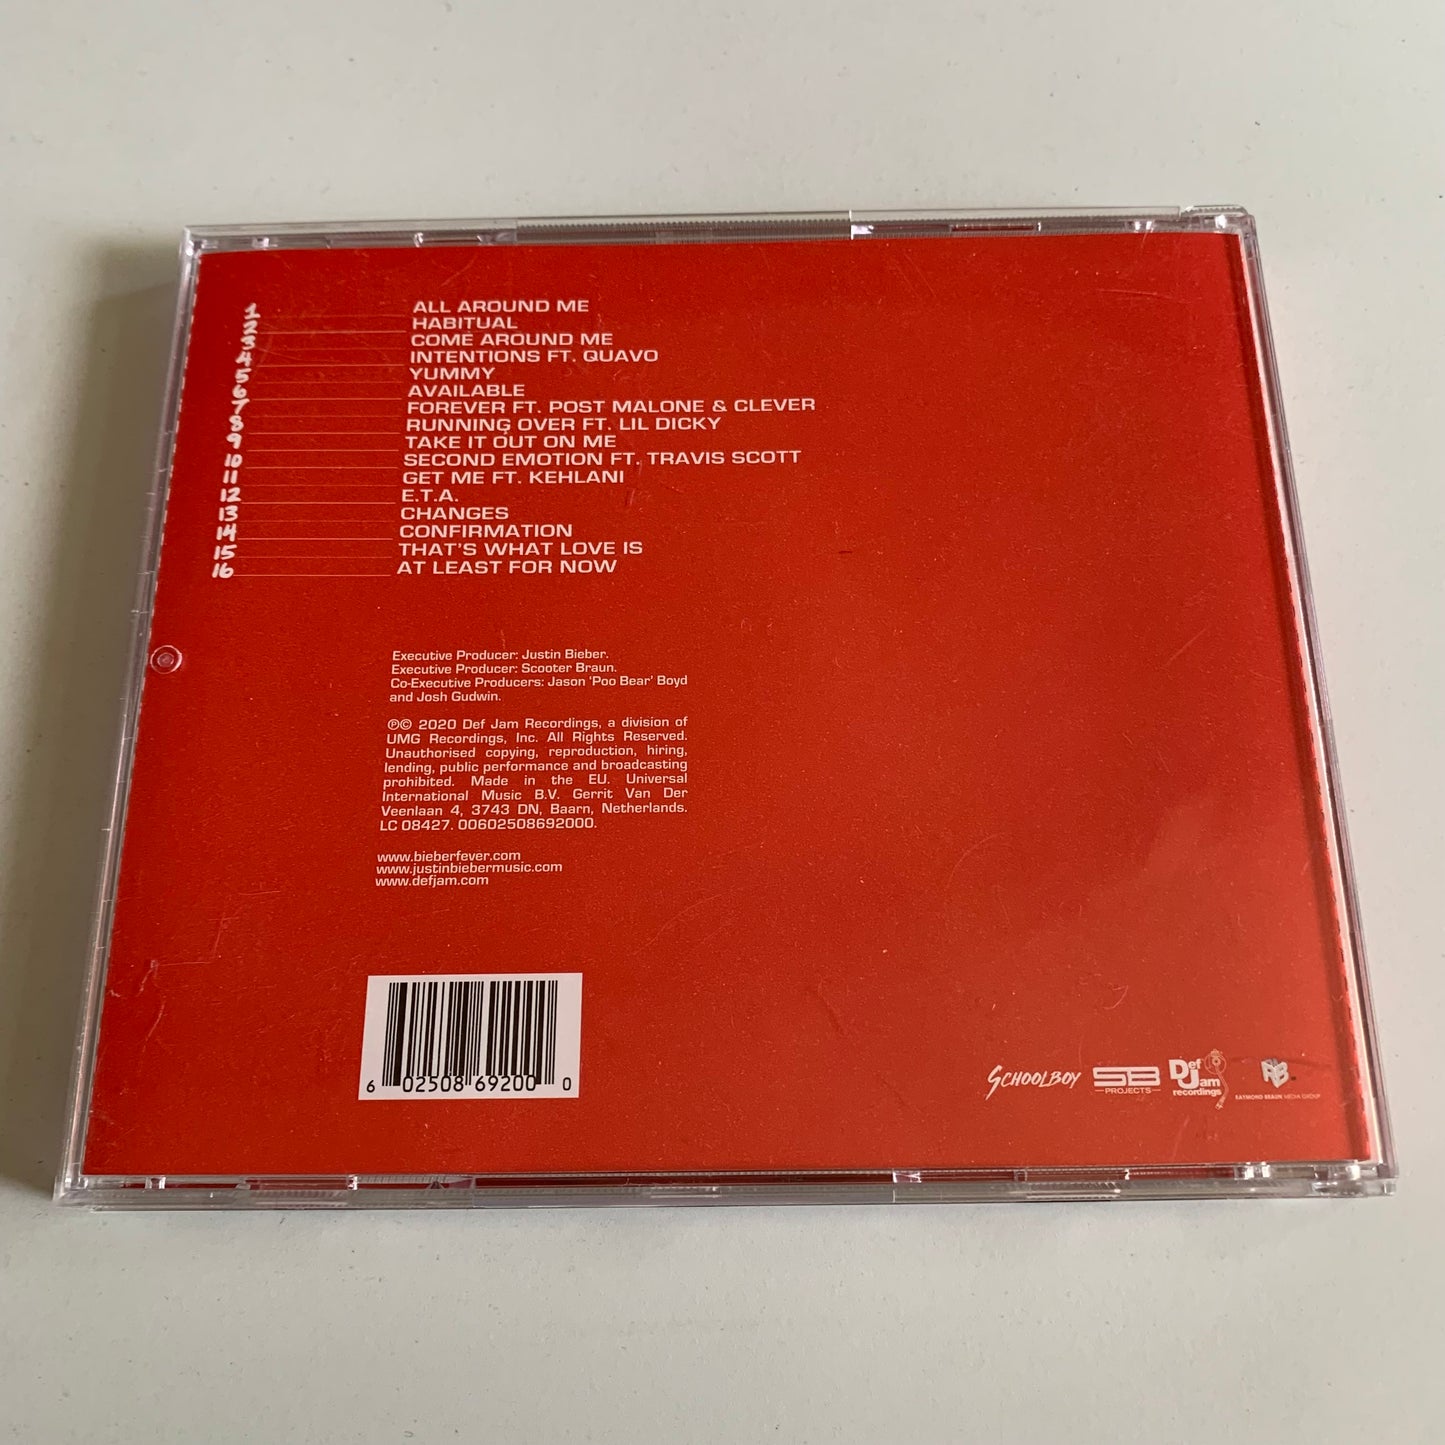 1 ALL AROUND ME
2 HABITUAL
3 COME AROUND ME
4 INTENTIONS FT. QUAVO
5 YUMMY
6 AVAILABLE
7 FOREVER FT. POST MALONE & CLEVER
8 RUNNING OVER FT. LIL DICKY
9 TAKE IT OUT ON ME
10 SECOND EMOTION FT. TRAVIS SCOTT
11 GET ME FT. KEHLANI
12 E.T.A.
13 CHANGES
14 CONFIRMATION
15 THAT'S WHAT LOVE IS
16 AT LEAST FOR NOW
Executive Producer: Justin Bieber.
Executive Producer: Scooter Braun.
Co-Executive Producers: Jason 'Poo Bear' Boyd
and Josh Gudwin.
℗© 2020 Def Jam Recordings, a division of
UMG Recordings, Inc. All Rights Reserved.
Unauthorised copying, reproduction, hiring,
lending, public performance and broadcasting
prohibited. Made in the EU. Universal
International Music B.V. Gerrit Van Der
Veenlaan 4, 3743 DN, Baarn, Netherlands.
LC 08427. 00602508692000.
www.bieberfever.com
www.justinbiebermusic.com
www.defjam.com
6 02508 69200 0
SCHOOLBOY
SB
PROJECTS
Def
Jam
recordings
RB
RAYMOND BRAUN MEDIA GROUP